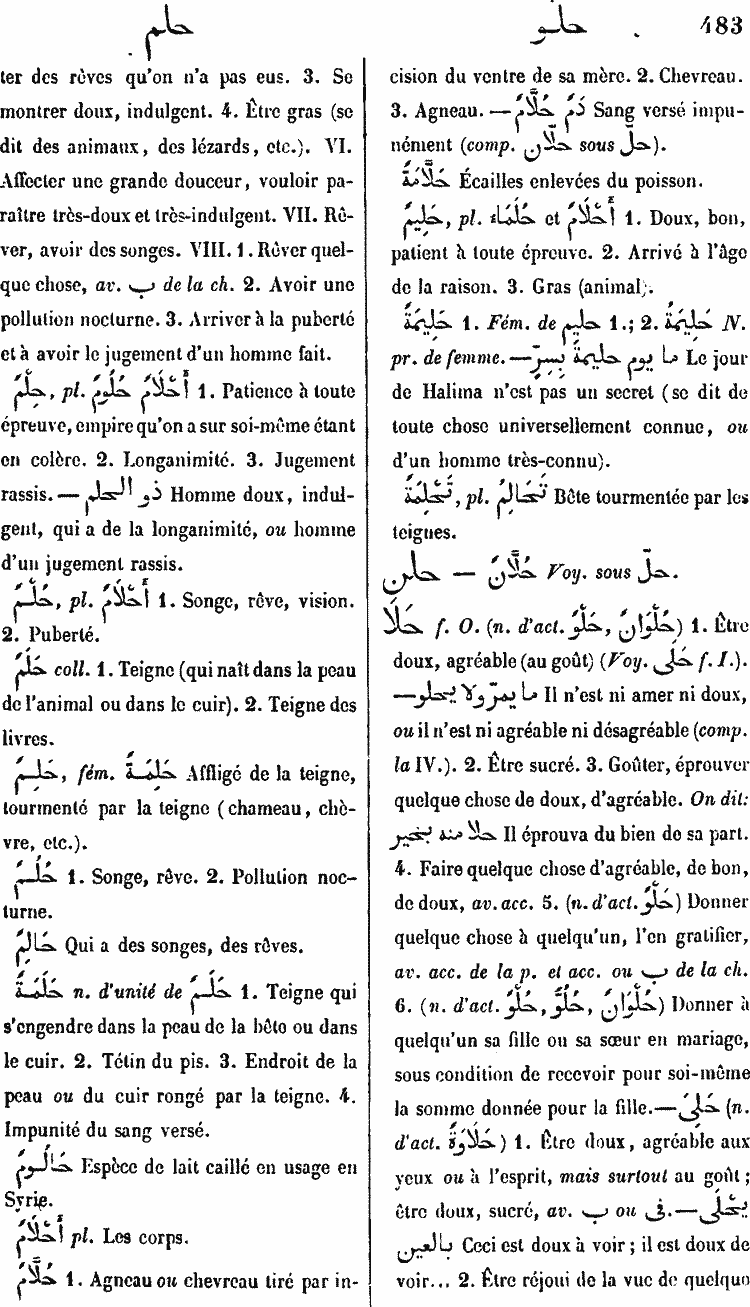 حلم
حلو . 483
ter des rêves qu'on n'a pas eus. 3. Se
montrer doux, indulgent. 4. Être gras (se
dit des animaux, des lézards, etc.). VI.
Affecter une grande douceur, vouloir pa-
raître très-doux et très-indulgent. VII. Rê-
ver, avoir des songes. VIII. 1. Rêver quel-
que chose, av. ب de la ch. 2. Avoir une
pollution nocturne. 3. Arriver à la puberté
et à avoir le jugement d'un homme fait.
حِلْمٌ, pl. حُلُومٌ أَحْلَامٌ 1. Patience à toute
épreuve, empire qu'on a sur soi-même étant
en colère. 2. Longanimité. 3. Jugement
rassis. — ذو الحلم Homme doux, indul-
gent, qui a de la longanimité, ou homme
d'un jugement rassis.
حُلْمٌ, pl. أَحْلَامٌ 1. Songe, rêve, vision.
2. Puberté.
حَلَمٌ coll. 1. Teigne (qui naît dans la peau
de l'animal ou dans le cuir). 2. Teigne des
livres.
حَلِمٌ, fém. حَلِمَةٌ Affligé de la teigne,
tourmenté par la teigne (chameau, chè-
vre, etc.).
حُلُمٌ 1. Songe, rêve. 2. Pollution noc-
turne.
حَالِمٌ Qui a des songes, des rêves.
حَلَمَةٌ n. d'unité de حَلَمٌ 1. Teigne qui
s'engendre dans la peau de la bête ou dans
le cuir. 2. Tétin du pis. 3. Endroit de la
peau ou du cuir rongé par la teigne. 4.
Impunité du sang versé.
حَالُومٌ Espèce de lait caillé en usage en
Syrie.
أَحْلَامٌ pl. Les corps.
حُلَّامٌ 1. Agneau ou chevreau tiré par in-
cision du ventre de sa mère. 2. Chevreau.
3. Agneau. — دَمٌ حُلَّامٌ Sang versé impu-
nément (comp. حلّان sous حلّ).
حُلَامَةٌ Écailles enlevées du poisson.
حَلِيمٌ, pl. حُلَمَاءُ et أَحْلَامٌ 1. Doux, bon,
patient à toute épreuve. 2. Arrivé à l'âge
de la raison. 3. Gras (animal).
حَلِيمَةٌ 1. Fém. de حليم 1.; 2. حَلِيمَةُ N.
pr. de femme. — ما يوم حليمةَ بِسِرٍّ Le jour
de Halima n'est pas un secret (se dit de
toute chose universellement connue, ou
d'un homme très-connu).
تَحْلِمَةٌ, pl. تَحَالِمُ Bête tourmentée par les
teignes.
حلن — حُلَّانٌ Voy. sous حلّ.
حَلَا f. O. (n. d'act. حَلْوٌ, حُلْوَانٌ) 1. Être
doux, agréable (au goût) (Voy. حَلَى f. I.).
— ما يمرّ ولا يحلو Il n'est ni amer ni doux,
ou il n'est ni agréable ni désagréable (comp.
la IV.). 2. Être sucré. 3. Goûter, éprouver
quelque chose de doux, d'agréable. On dit:
حلا منه بخير Il éprouva du bien de sa part.
4. Faire quelque chose d'agréable, de bon,
de doux, av. acc. 5. (n. d'act. حَلْوٌ) Donner
quelque chose à quelqu'un, l'en gratifier,
av. acc. de la p. et acc. ou ب de la ch.
6. (n. d'act. حَلْوٌ, حُلُوٌّ, حُلْوَانٌ) Donner à
quelqu'un sa fille ou sa sœur en mariage,
sous condition de recevoir pour soi-même
la somme donnée pour la fille. — حَلِىَ (n.
d'act. حَلَاوَةٌ) 1. Être doux, agréable aux
yeux ou à l'esprit, mais surtout au goût;
être doux, sucré, av. ب ou فى. — يَحْلَى
بالعين Ceci est doux à voir; il est doux de
voir... 2. Être réjoui de la vue de quelque